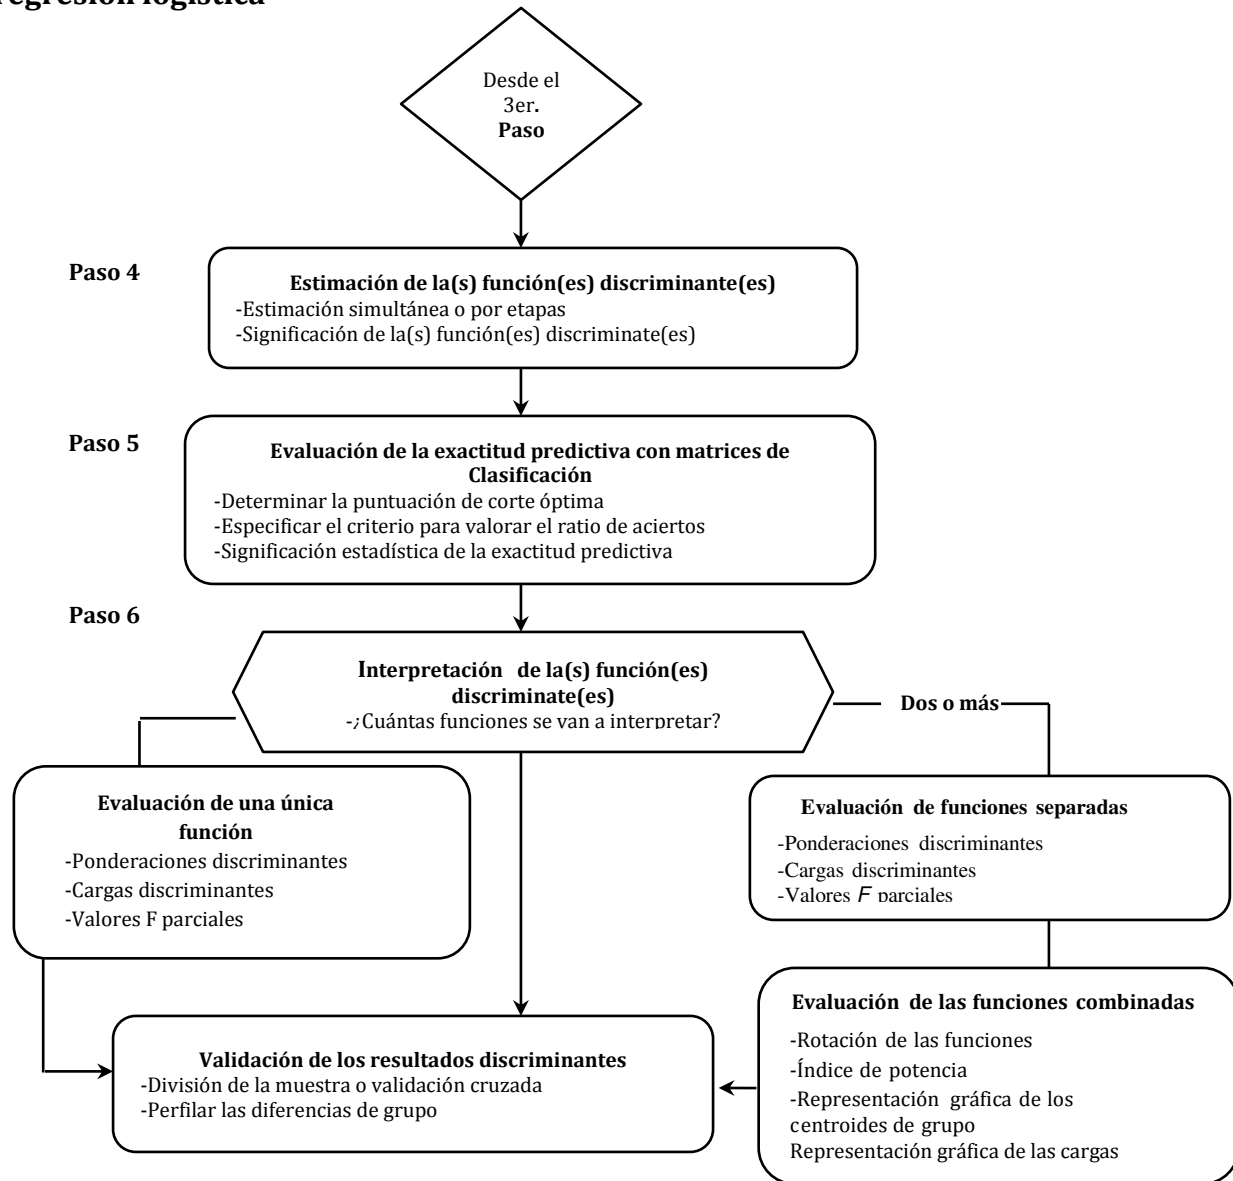 regresión logística
Desde el
3er.
Paso
Paso 4
Estimación de la(s) función(es) discriminante(es)
-Estimación simultánea o por etapas
-Significación de la(s) función(es) discriminate(es)
Paso 5
Evaluación de la exactitud predictiva con matrices de
Clasificación
-Determinar la puntuación de corte óptima
-Especificar el criterio para valorar el ratio de aciertos
-Significación estadística de la exactitud predictiva
Paso 6
Interpretación de la(s) función(es)
discriminate(es)
-¿Cuántas funciones se van a interpretar?
Dos o más
Evaluación de una única
función
-Ponderaciones discriminantes
-Cargas discriminantes
-Valores F parciales
Evaluación de funciones separadas
-Ponderaciones discriminantes
-Cargas discriminantes
-Valores F parciales
Evaluación de las funciones combinadas
-Rotación de las funciones
-Índice de potencia
-Representación gráfica de los
centroides de grupo
Representación gráfica de las cargas
Validación de los resultados discriminantes
-División de la muestra o validación cruzada
-Perfilar las diferencias de grupo